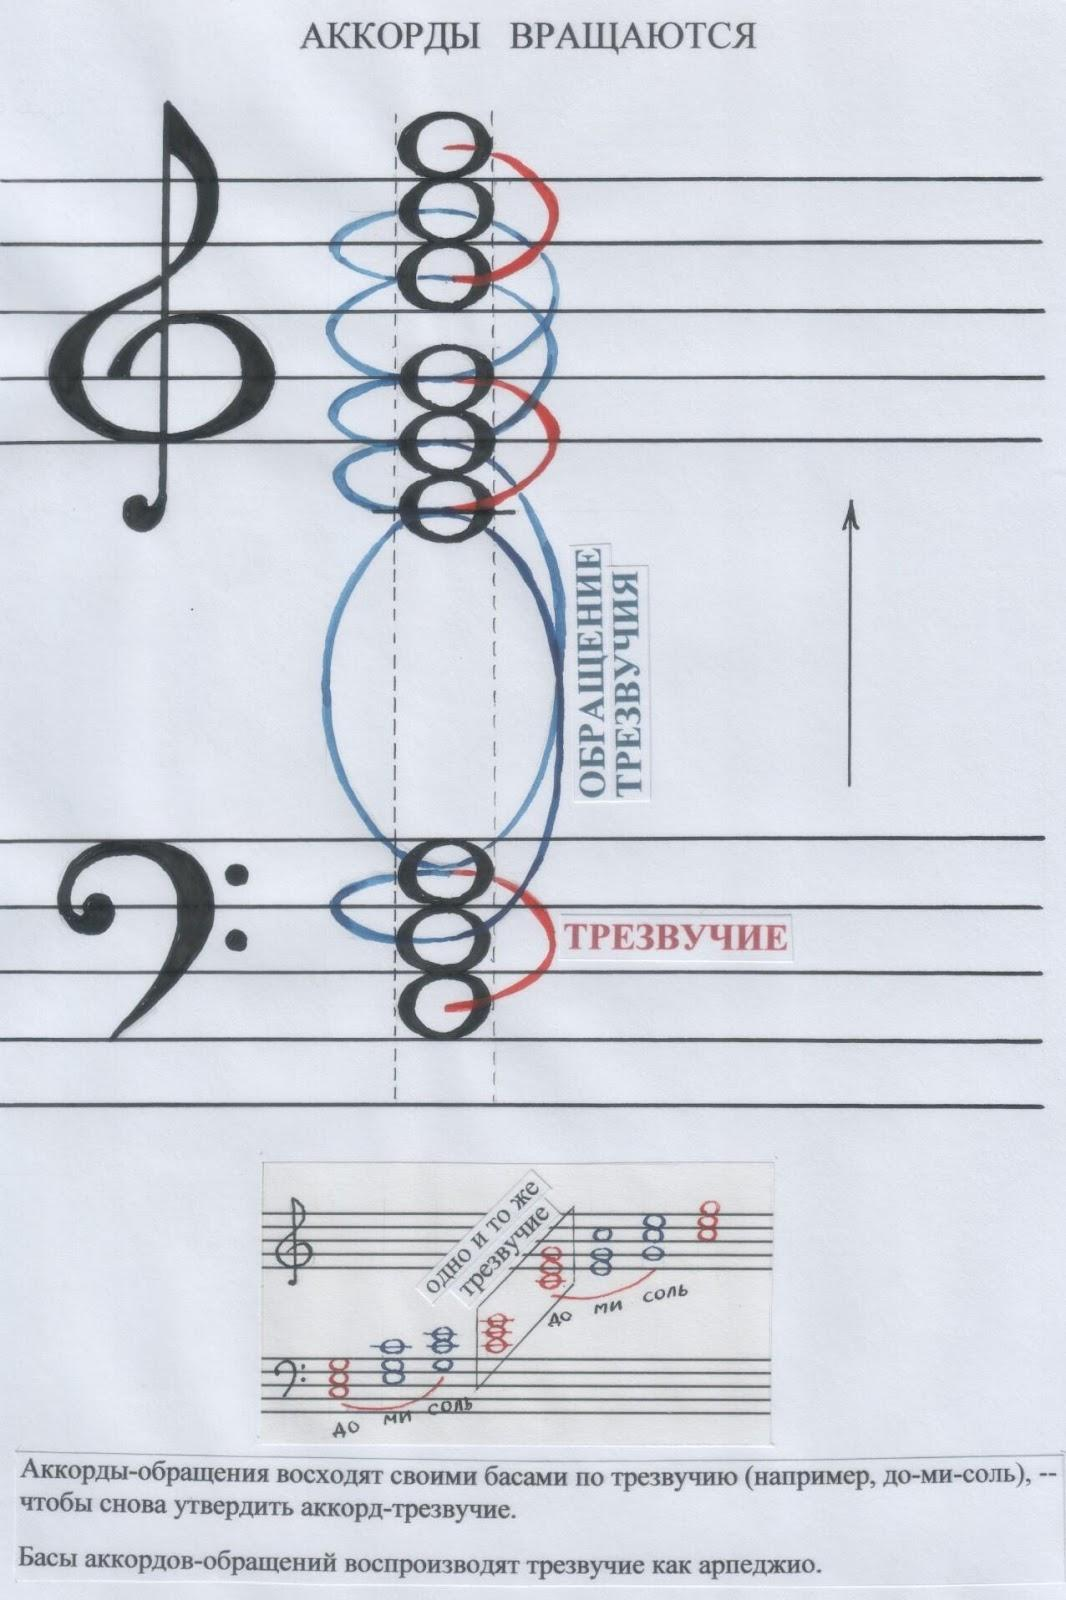 АККОРДЫ ВРАЩАЮТСЯ
ОБРАЩЕНИЕ
ТРЕЗВУЧИЯ
ТРЕЗВУЧИЕ
одно и то же
трезвучие
до ми соль
до ми соль
Аккорды-обращения восходят своими басами по трезвучию (например, до-ми-соль), --
чтобы снова утвердить аккорд-трезвучие.
Басы аккордов-обращений воспроизводят трезвучие как арпеджио.